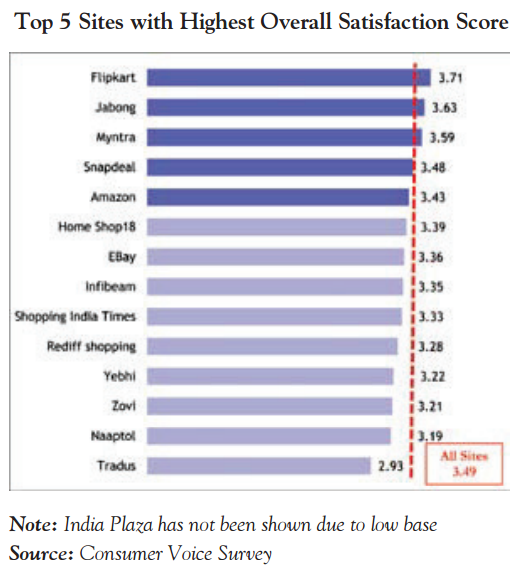 Top 5 Sites with Highest Overall Satisfaction Score
Flipkart 3.71
Jabong 3.63
Myntra 3.59
Snapdeal 3.48
Amazon 3.43
Home Shop18 3.39
EBay 3.36
Infibeam 3.35
Shopping India Times 3.33
Rediff shopping 3.28
Yebhi 3.22
Zovi 3.21
Naaptol 3.19
Tradus 2.93
All Sites
3.49
Note: India Plaza has not been shown due to low base
Source: Consumer Voice Survey